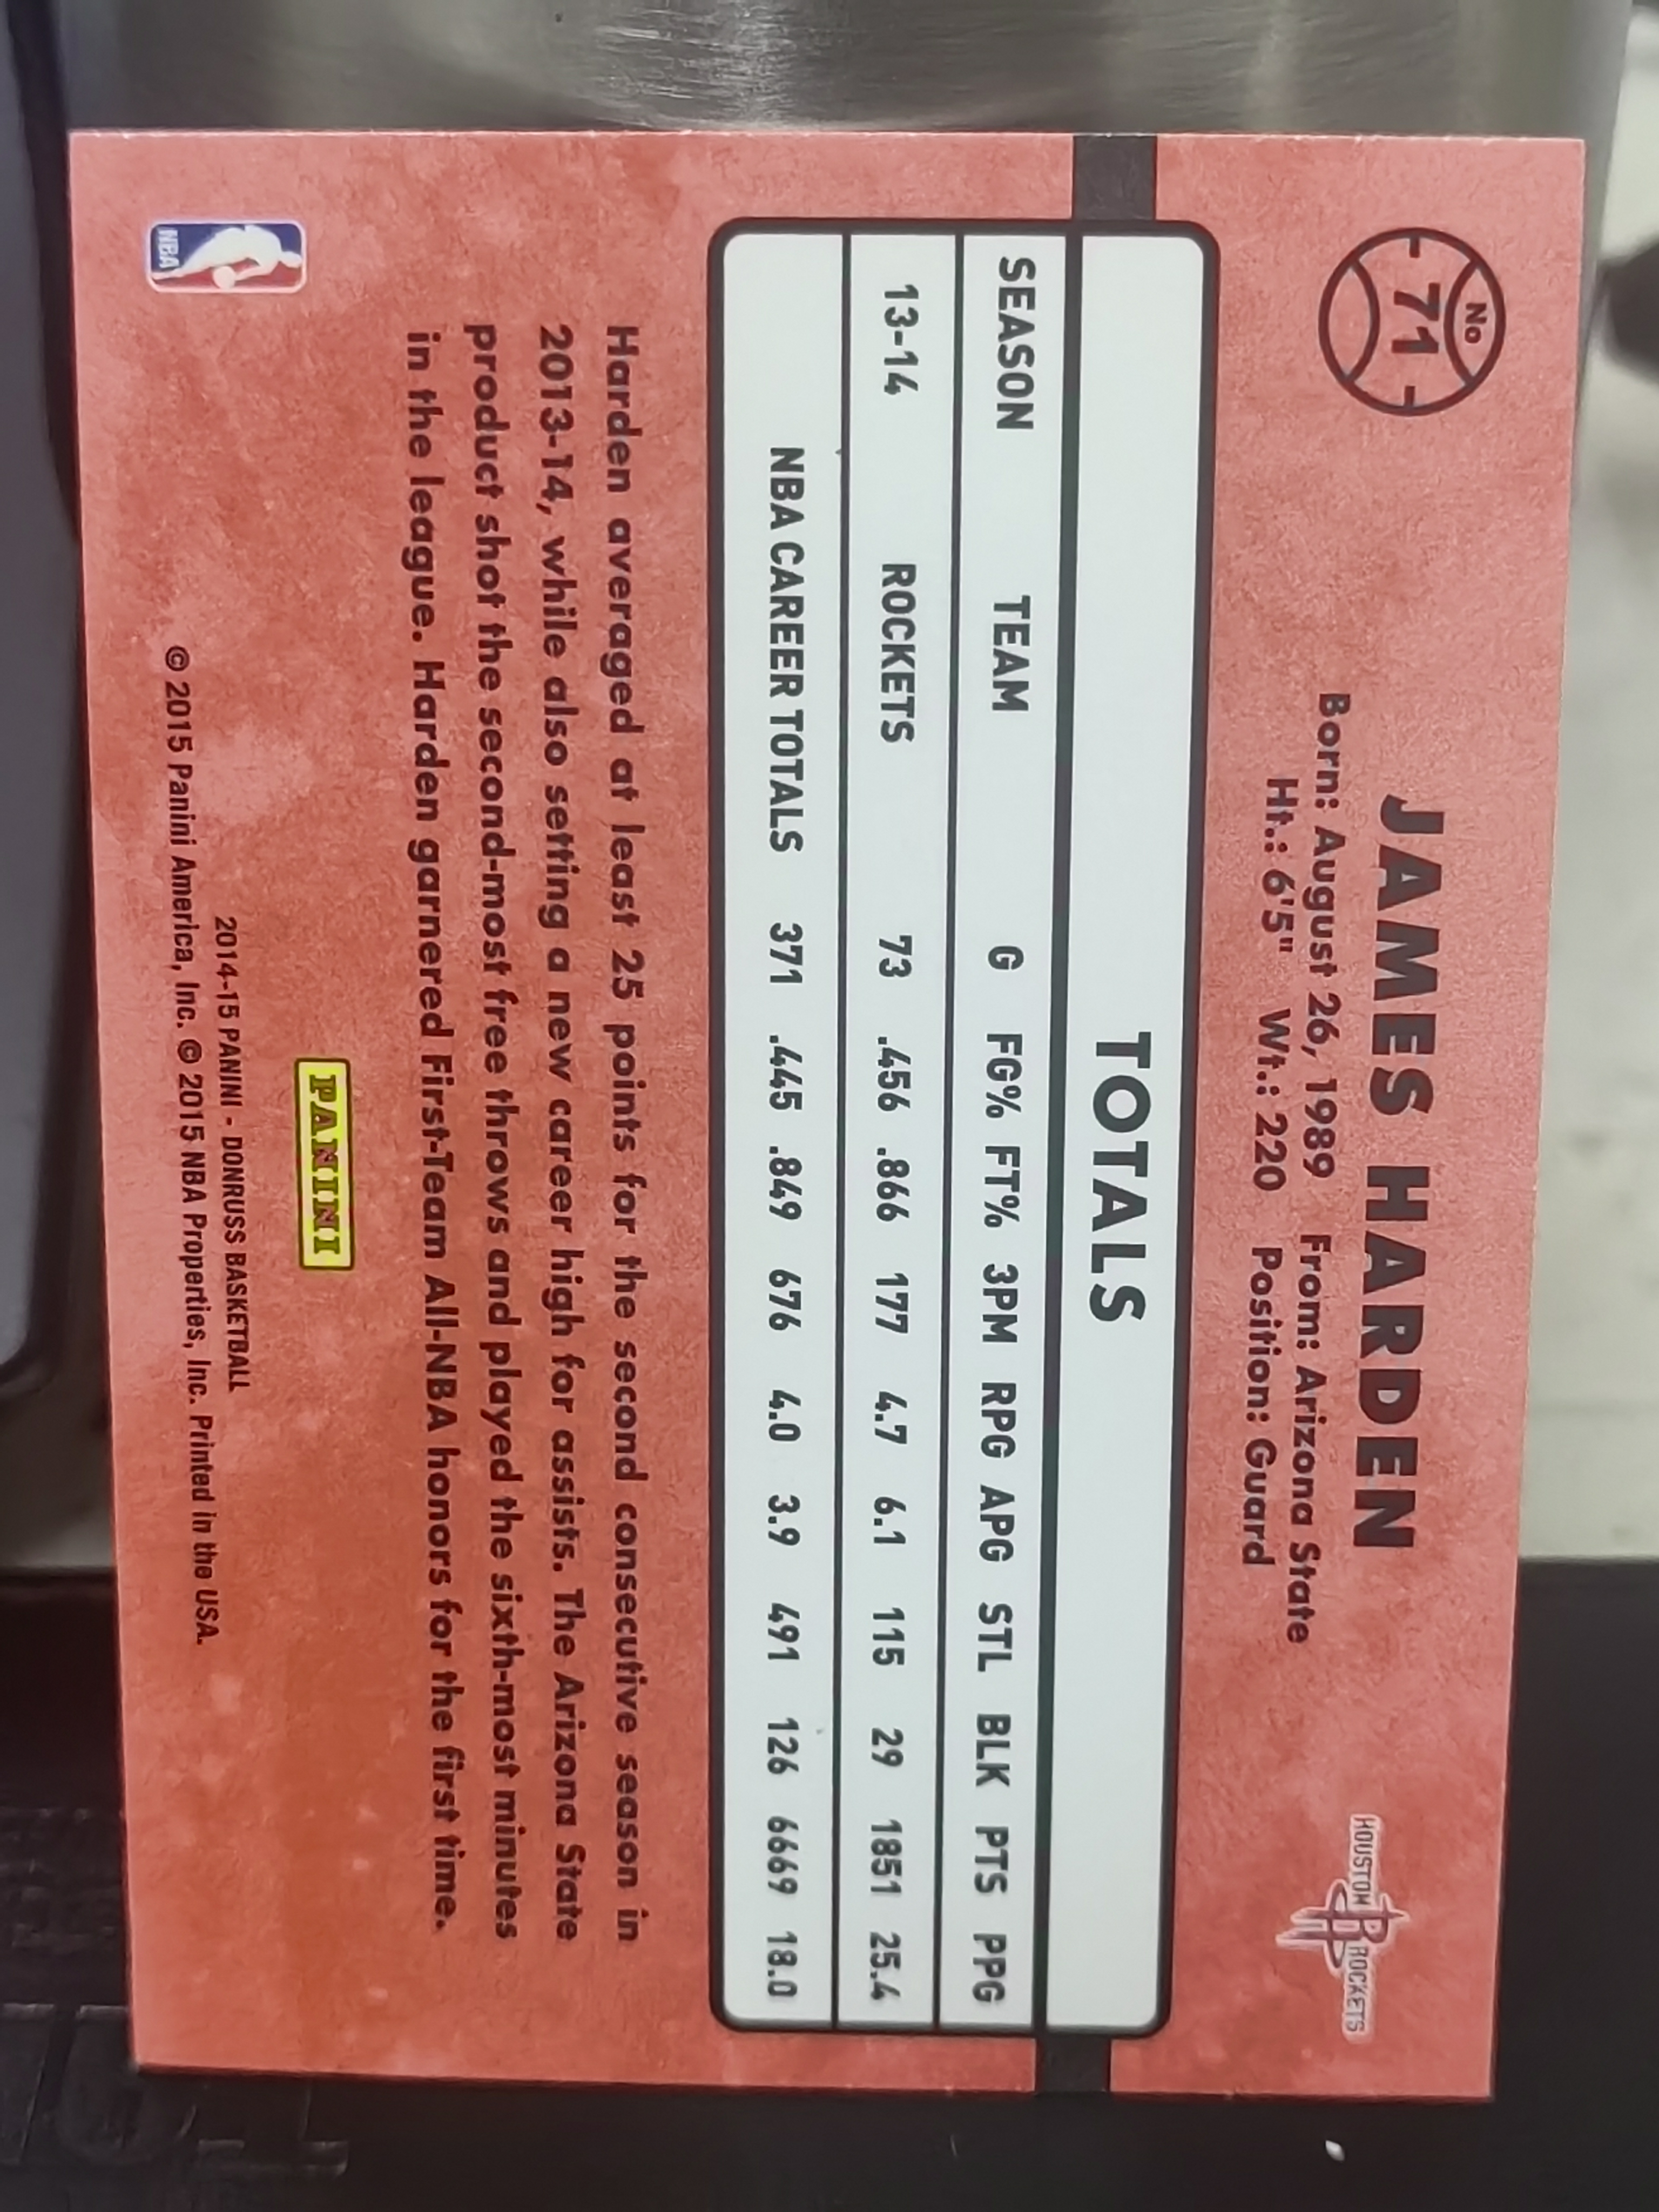 No
71
JAMES HARDEN
Born: August 26, 1989 From: Arizona State
Ht.: 6'5" Wt.: 220 Position: Guard
HOUSTON ROCKETS
TOTALS
SEASON TEAM G FG% FT% 3PM RPG APG STL BLK PTS PPG
13-14 ROCKETS 73 .456 .866 177 4.7 6.1 115 29 1851 25.4
NBA CAREER TOTALS 371 .445 .849 676 4.0 3.9 491 126 6669 18.0
Harden averaged at least 25 points for the second consecutive season in
2013-14, while also setting a new career high for assists. The Arizona State
product shot the second-most free throws and played the sixth-most minutes
in the league. Harden garnered First-Team All-NBA honors for the first time.
PANINI
NBA
2014-15 PANINI - DONRUSS BASKETBALL
© 2015 Panini America, Inc. © 2015 NBA Properties, Inc. Printed in the USA.